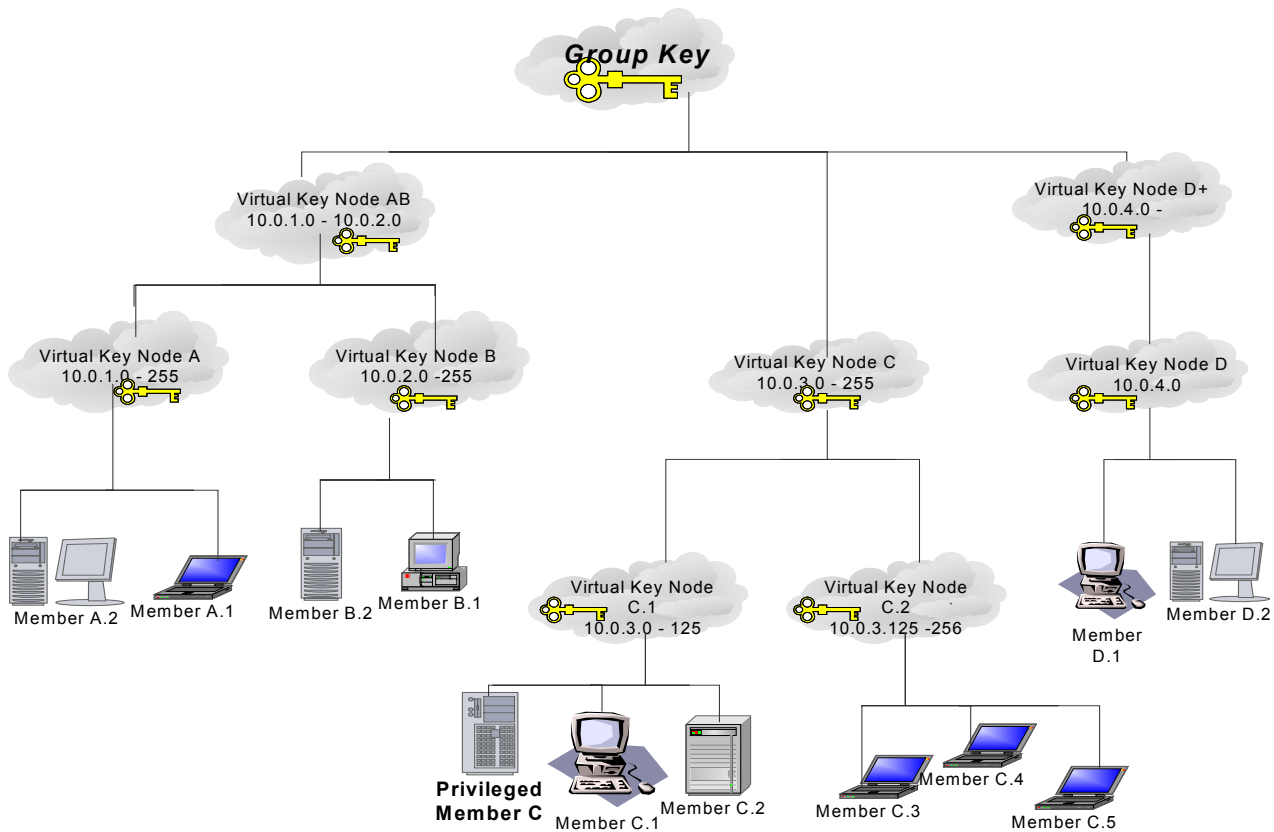 Group Key
Virtual Key Node AB
10.0.1.0 - 10.0.2.0
Virtual Key Node D+
10.0.4.0 -
Virtual Key Node A
10.0.1.0 - 255
Virtual Key Node B
10.0.2.0 -255
Virtual Key Node C
10.0.3.0 - 255
Virtual Key Node D
10.0.4.0
Member A.2
Member A.1
Member B.2
Member B.1
Virtual Key Node
C.1
10.0.3.0 - 125
Virtual Key Node
C.2
10.0.3.125 -256
Member
D.1
Member D.2
Privileged
Member C
Member C.1
Member C.2
Member C.3
Member C.4
Member C.5